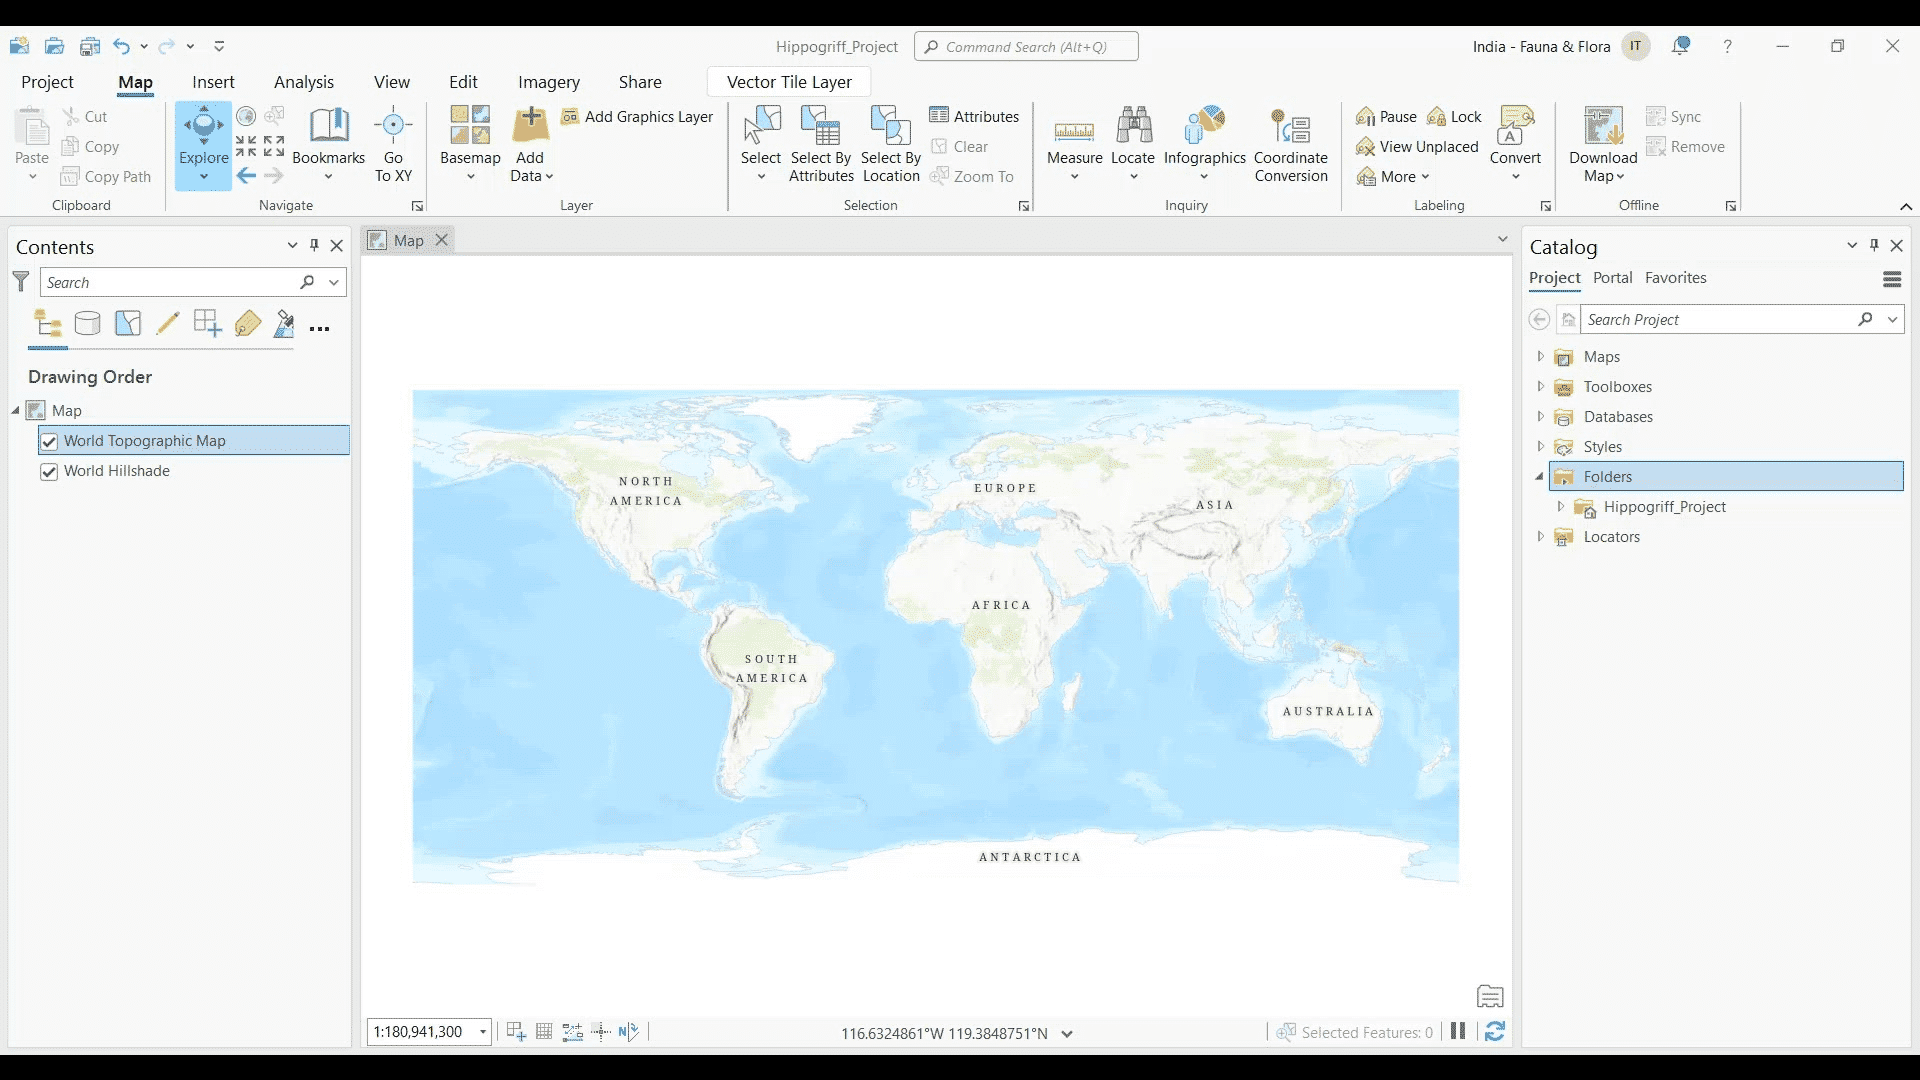 Hippogriff_Project
Command Search (Alt+Q)
India - Fauna & Flora
IT
?
Project
Map
Insert
Analysis
View
Edit
Imagery
Share
Vector Tile Layer
Paste
Cut
Copy
Copy Path
Clipboard
Explore
Bookmarks
Go
To XY
Navigate
Basemap
Add
Data
Add Graphics Layer
Layer
Select
Select By
Attributes
Select By
Location
Attributes
Clear
Zoom To
Selection
Measure
Locate
Infographics
Coordinate
Conversion
Inquiry
Pause
Lock
View Unplaced
More
A
Convert
Labeling
Download
Map
Sync
Remove
Offline
Contents
Search
Drawing Order
Map
World Topographic Map
World Hillshade
Map
NORTH
AMERICA
EUROPE
ASIA
AFRICA
SOUTH
AMERICA
AUSTRALIA
ANTARCTICA
1:180,941,300
N
116.6324861°W 119.3848751°N
Selected Features: 0
Catalog
Project
Portal
Favorites
Search Project
Maps
Toolboxes
Databases
Styles
Folders
Hippogriff_Project
Locators